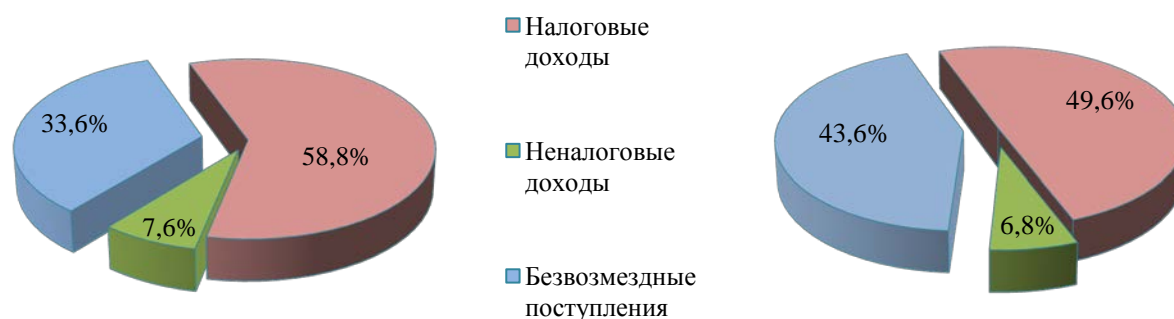 33,6%
58,8%
7,6%
Налоговые
доходы
Неналоговые
доходы
Безвозмездные
поступления
43,6%
49,6%
6,8%